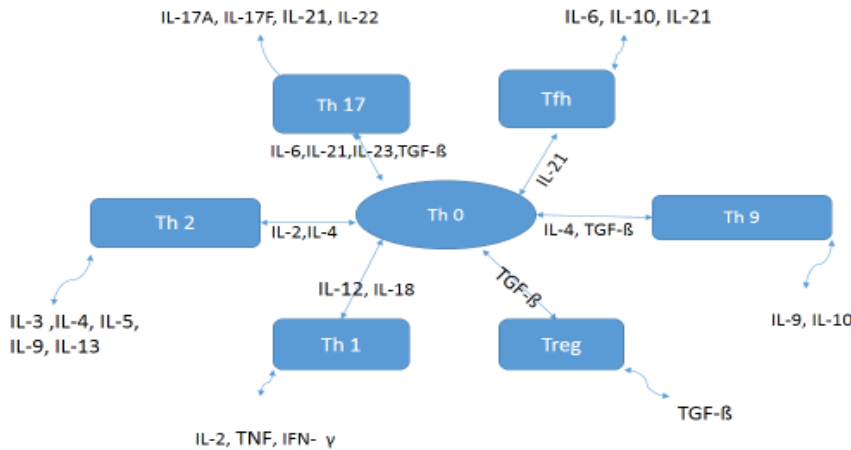 IL-17A, IL-17F, IL-21, IL-22
IL-6, IL-10, IL-21
Th 17
Tfh
IL-6,IL-21,IL-23,TGF-ß
IL-21
Th 2
Th 0
Th 9
IL-2,IL-4
IL-4, TGF-ß
IL-12, IL-18
TGF-ß
IL-3 ,IL-4, IL-5,
IL-9, IL-13
Th 1
Treg
IL-9, IL-10
TGF-ß
IL-2, TNF, IFN- γ